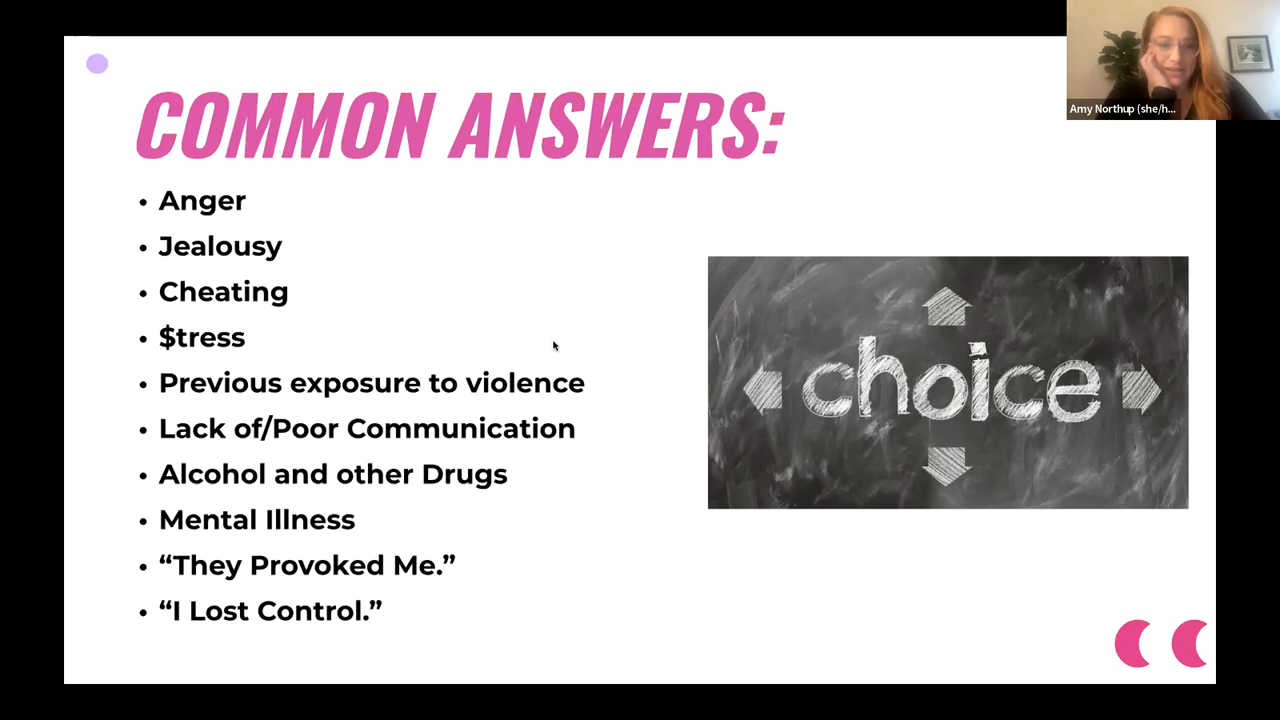 COMMON ANSWERS:
• Anger
• Jealousy
• Cheating
• $tress
• Previous exposure to violence
• Lack of/Poor Communication
• Alcohol and other Drugs
• Mental Illness
• “They Provoked Me.”
• “I Lost Control.”
choice
Amy Northup (she/h...